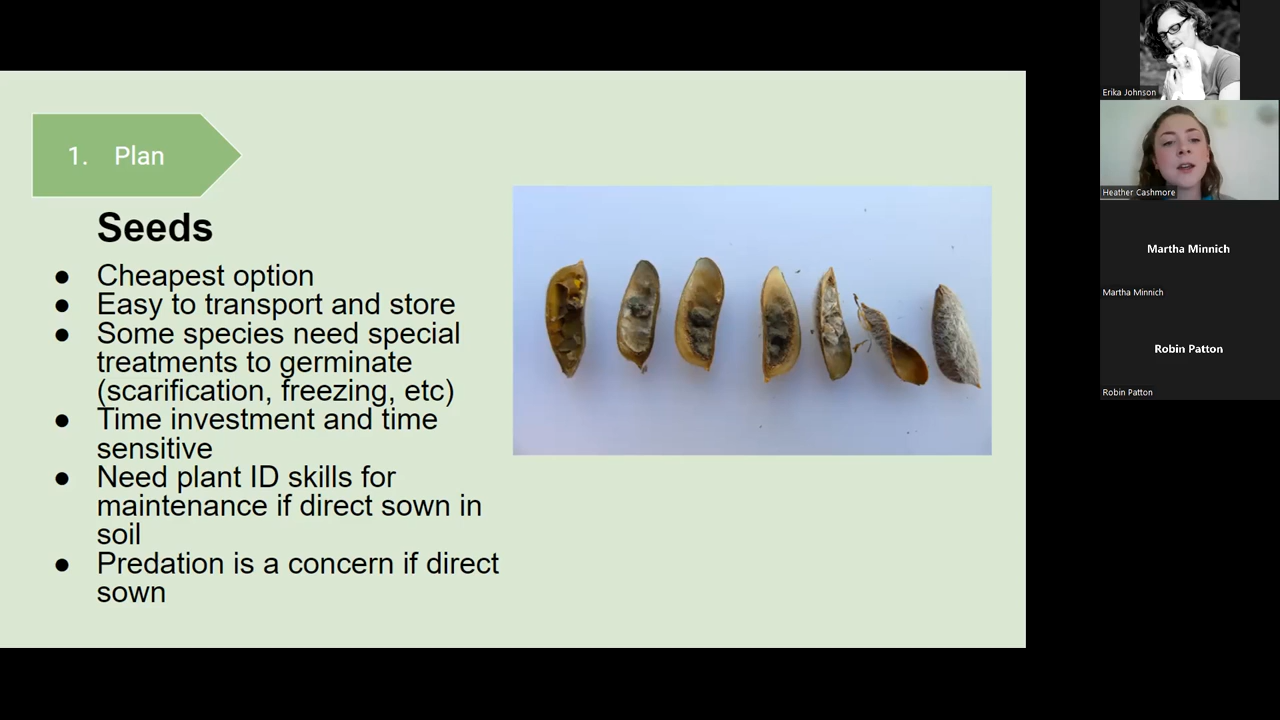 1. Plan
Seeds
● Cheapest option
● Easy to transport and store
● Some species need special
treatments to germinate
(scarification, freezing, etc)
● Time investment and time
sensitive
● Need plant ID skills for
maintenance if direct sown in
soil
● Predation is a concern if direct
sown
Erika Johnson
Heather Cashmore
Martha Minnich
Martha Minnich
Robin Patton
Robin Patton